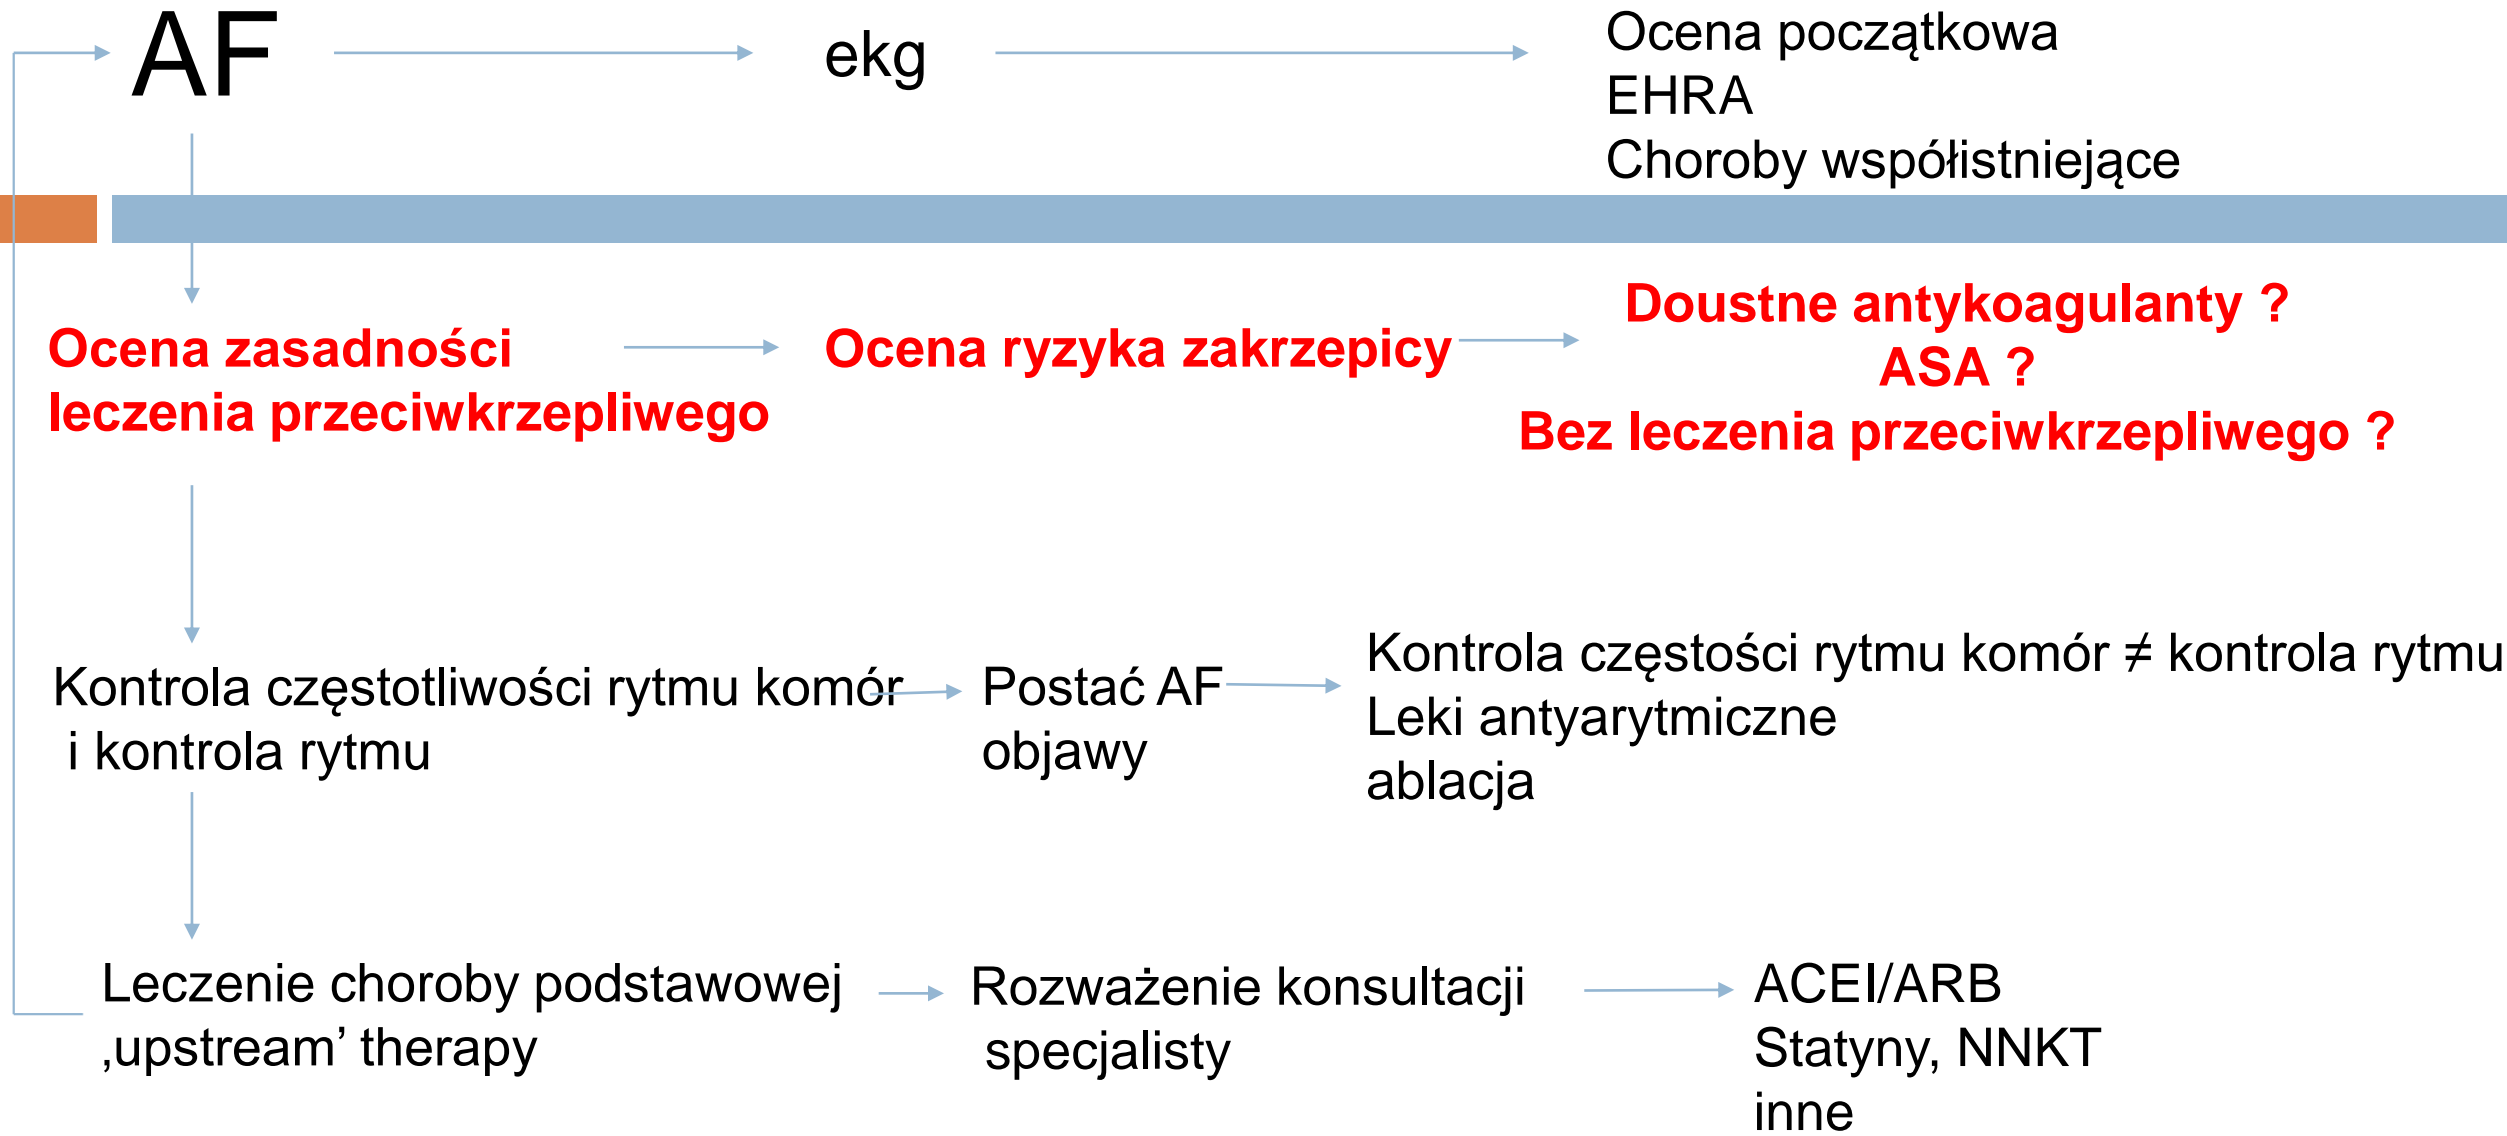 AF
ekg
Ocena początkowa
EHRA
Choroby współistniejące
Ocena zasadności
leczenia przeciwkrzepliwego
Ocena ryzyka zakrzepicy
Doustne antykoagulanty ?
ASA ?
Bez leczenia przeciwkrzepliwego ?
Kontrola częstotliwości rytmu komór
i kontrola rytmu
Postać AF
objawy
Kontrola częstości rytmu komór ≠ kontrola rytmu
Leki antyarytmiczne
ablacja
Leczenie choroby podstawowej
‚upstream’ therapy
Rozważenie konsultacji
specjalisty
ACEI/ARB
Statyny, NNKT
inne